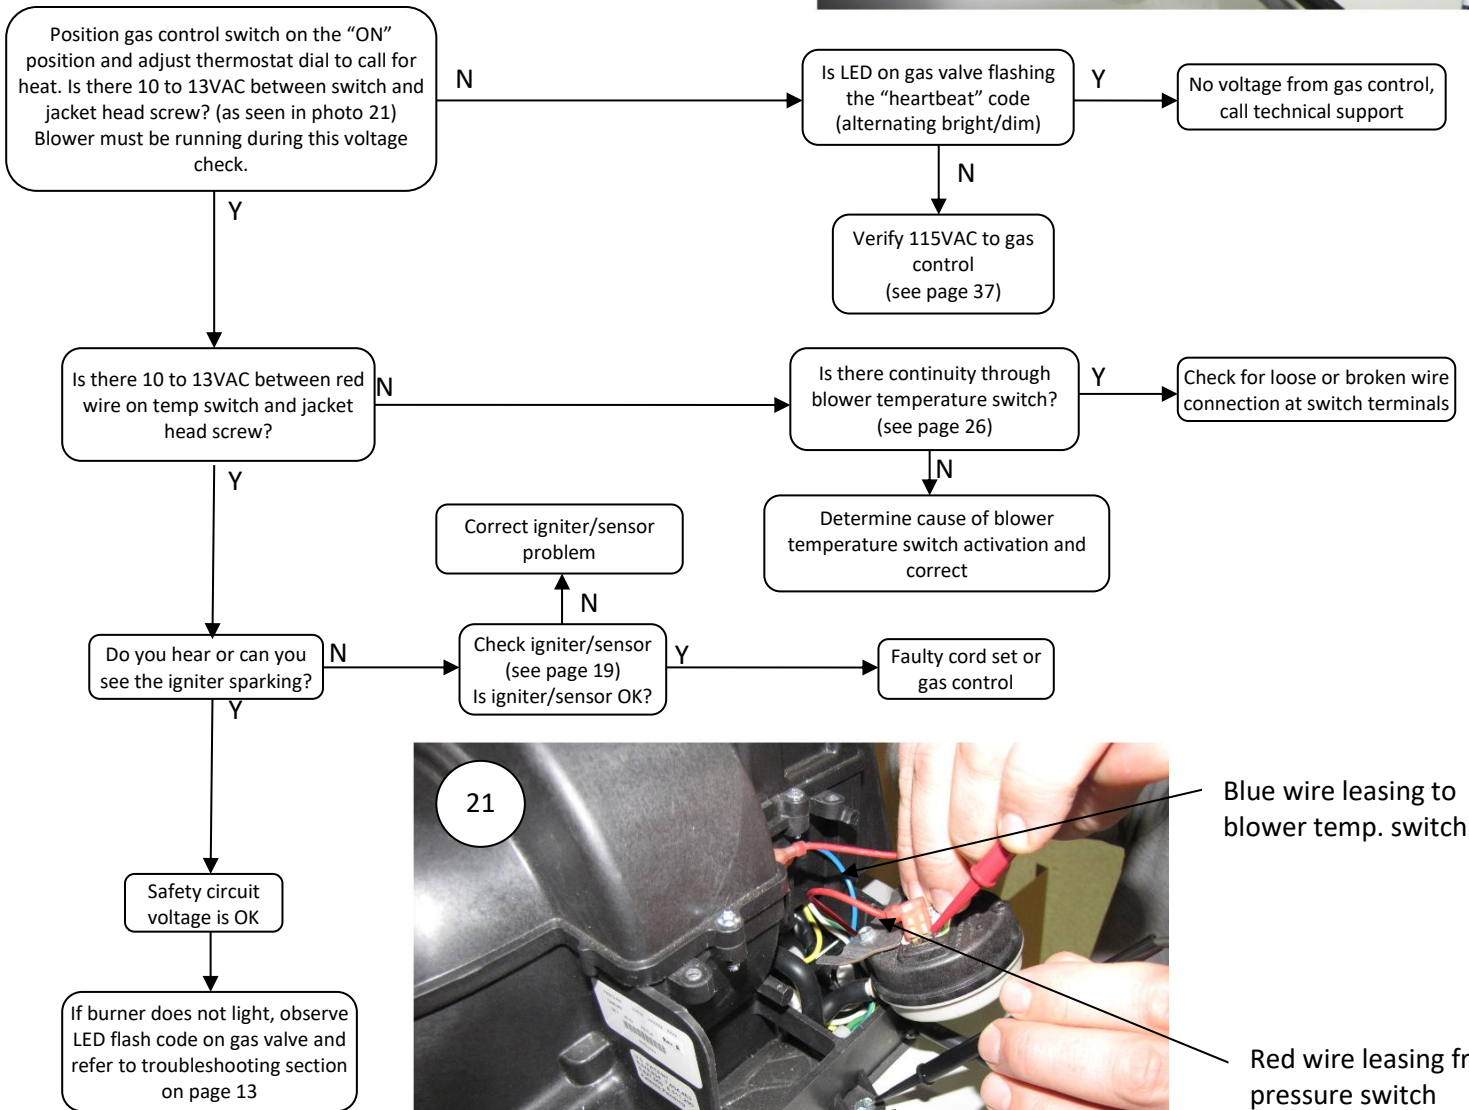 Position gas control switch on the “ON”
position and adjust thermostat dial to call for
heat. Is there 10 to 13VAC between switch and
jacket head screw? (as seen in photo 21)
Blower must be running during this voltage
check.
N
Is LED on gas valve flashing
the “heartbeat” code
(alternating bright/dim)
Y
No voltage from gas control,
call technical support
N
Verify 115VAC to gas
control
(see page 37)
Y
Is there 10 to 13VAC between red
wire on temp switch and jacket
head screw?
N
Is there continuity through
blower temperature switch?
(see page 26)
Y
Check for loose or broken wire
connection at switch terminals
N
Determine cause of blower
temperature switch activation and
correct
Y
Correct igniter/sensor
problem
N
Do you hear or can you
see the igniter sparking?
N
Check igniter/sensor
(see page 19)
Is igniter/sensor OK?
Y
Faulty cord set or
gas control
Y
Safety circuit
voltage is OK
If burner does not light, observe
LED flash code on gas valve and
refer to troubleshooting section
on page 13
21
Blue wire leasing to
blower temp. switch
Red wire leasing fr
pressure switch